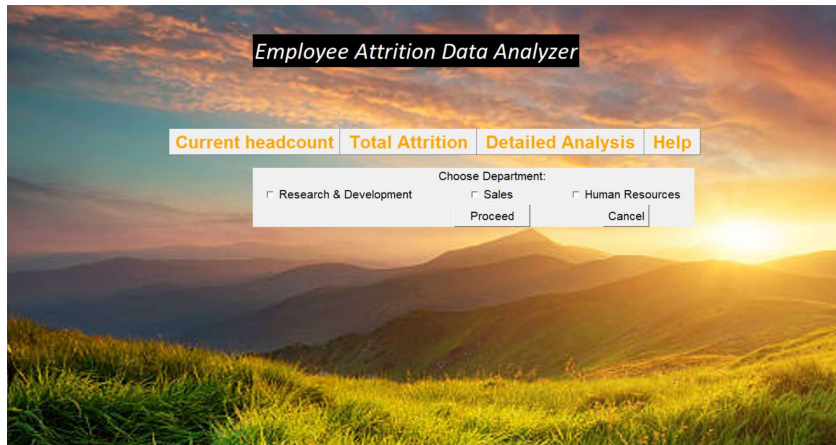 Employee Attrition Data Analyzer
Current headcount Total Attrition Detailed Analysis Help
Choose Department:
Research & Development Sales Human Resources
Proceed Cancel